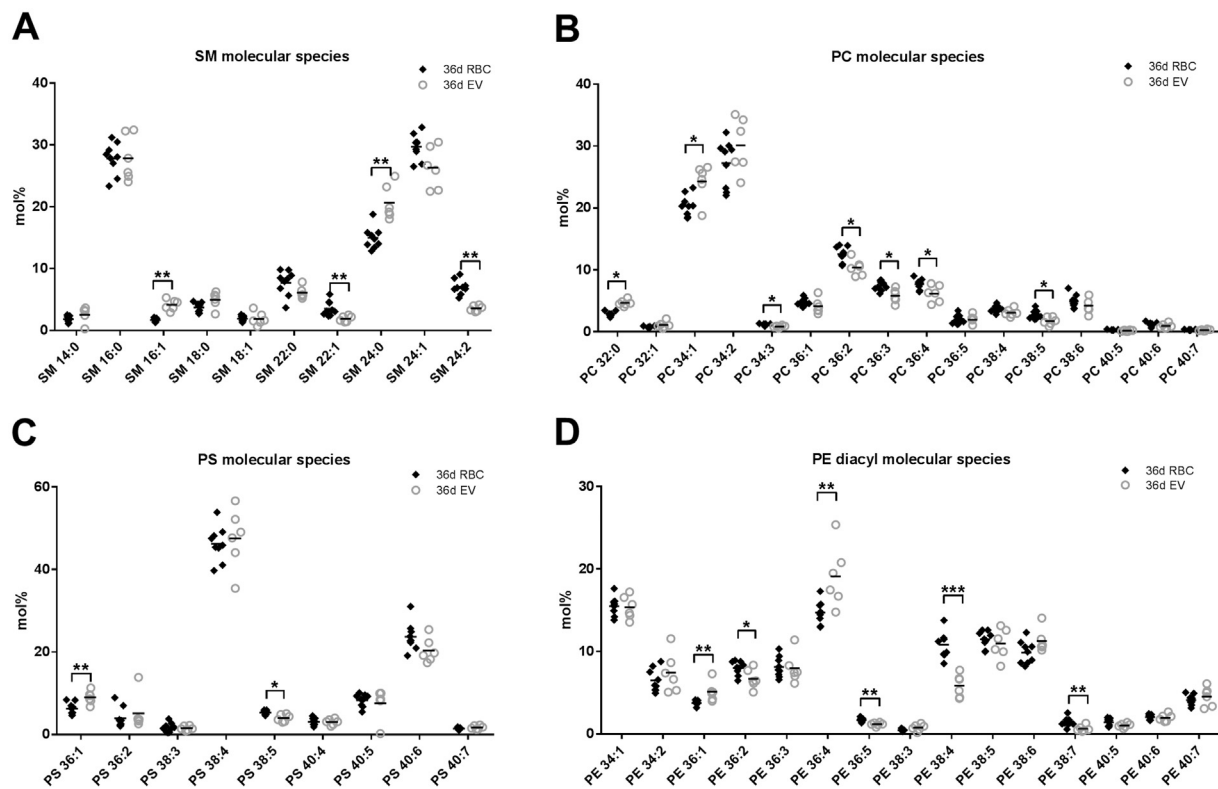 A
SM molecular species
36d RBC
36d EV
**
**
**
**
mol%
40
30
20
10
0
SM 14:0
SM 16:0
SM 16:1
SM 18:0
SM 18:1
SM 22:0
SM 22:1
SM 24:0
SM 24:1
SM 24:2
B
PC molecular species
36d RBC
36d EV
*
*
*
*
*
*
*
mol%
40
30
20
10
0
PC 32:0
PC 32:1
PC 34:1
PC 34:2
PC 34:3
PC 36:1
PC 36:2
PC 36:3
PC 36:4
PC 36:5
PC 38:4
PC 38:5
PC 38:6
PC 40:5
PC 40:6
PC 40:7
C
PS molecular species
36d RBC
36d EV
**
*
mol%
60
40
20
0
PS 36:1
PS 36:2
PS 38:3
PS 38:4
PS 38:5
PS 40:4
PS 40:5
PS 40:6
PS 40:7
D
PE diacyl molecular species
36d RBC
36d EV
**
*
**
**
***
**
mol%
30
20
10
0
PE 34:1
PE 34:2
PE 36:1
PE 36:2
PE 36:3
PE 36:4
PE 36:5
PE 38:3
PE 38:4
PE 38:5
PE 38:6
PE 38:7
PE 40:5
PE 40:6
PE 40:7